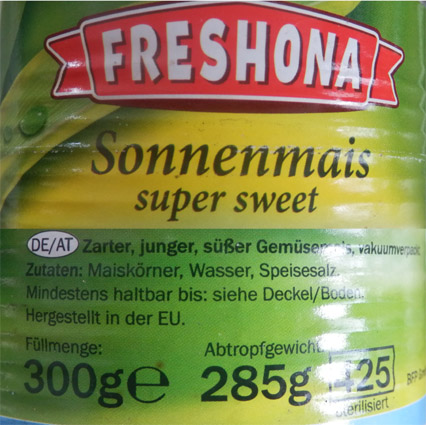 FRESHONA
Sonnenmais
super sweet
DE/AT Zarter, junger, süßer Gemüsemais, vakuumverpackt
Zutaten: Maiskörner, Wasser, Speisesalz.
Mindestens haltbar bis: siehe Deckel/Boden.
Hergestellt in der EU.
Füllmenge: Abtropfgewicht:
300g℮ 285g 425
sterilisiert